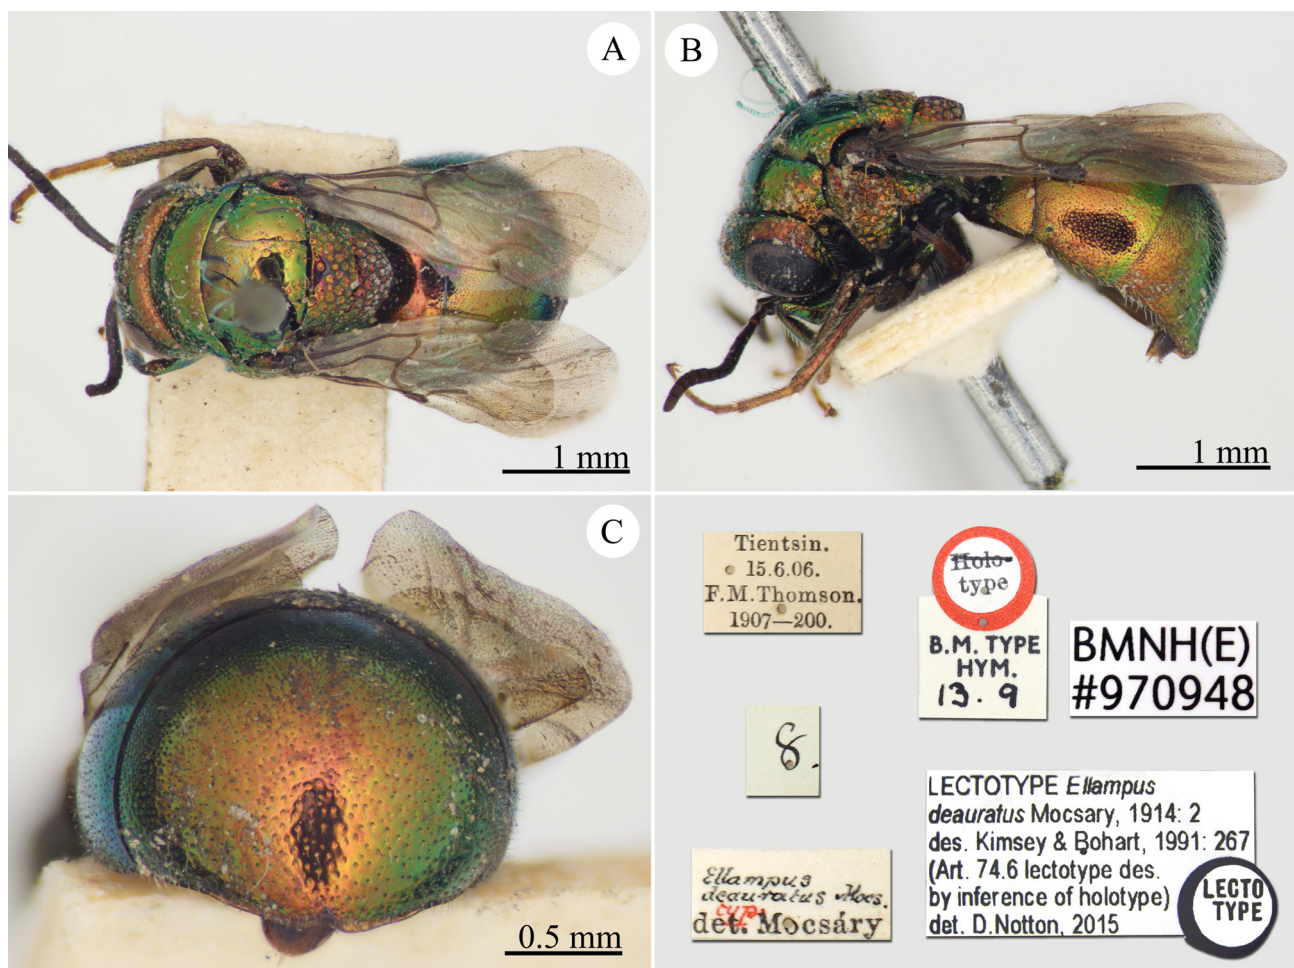 A
1 mm
B
1 mm
C
0.5 mm
Tientsin.
15.6.06.
F.M.Thomson.
1907—200.
Holo-
type
B.M. TYPE
HYM.
13. 9
BMNH(E)
#970948
8.
Ellampus
deauratus Mocs.
typ.
det. Mocsáry
LECTOTYPE Ellampus
deauratus Mocsary, 1914: 2
des. Kimsey & Bohart, 1991: 267
(Art. 74.6 lectotype des.
by inference of holotype)
det. D.Notton, 2015
LECTO
TYPE